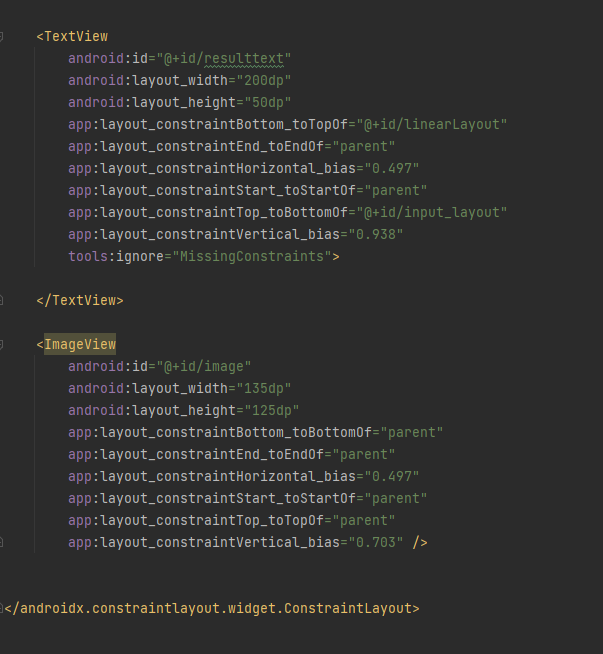 <TextView
android:id="@+id/resulttext"
android:layout_width="200dp"
android:layout_height="50dp"
app:layout_constraintBottom_toTopOf="@+id/linearLayout"
app:layout_constraintEnd_toEndOf="parent"
app:layout_constraintHorizontal_bias="0.497"
app:layout_constraintStart_toStartOf="parent"
app:layout_constraintTop_toBottomOf="@+id/input_layout"
app:layout_constraintVertical_bias="0.938"
tools:ignore="MissingConstraints">
</TextView>
<ImageView
android:id="@+id/image"
android:layout_width="135dp"
android:layout_height="125dp"
app:layout_constraintBottom_toBottomOf="parent"
app:layout_constraintEnd_toEndOf="parent"
app:layout_constraintHorizontal_bias="0.497"
app:layout_constraintStart_toStartOf="parent"
app:layout_constraintTop_toTopOf="parent"
app:layout_constraintVertical_bias="0.703" />
</androidx.constraintlayout.widget.ConstraintLayout>